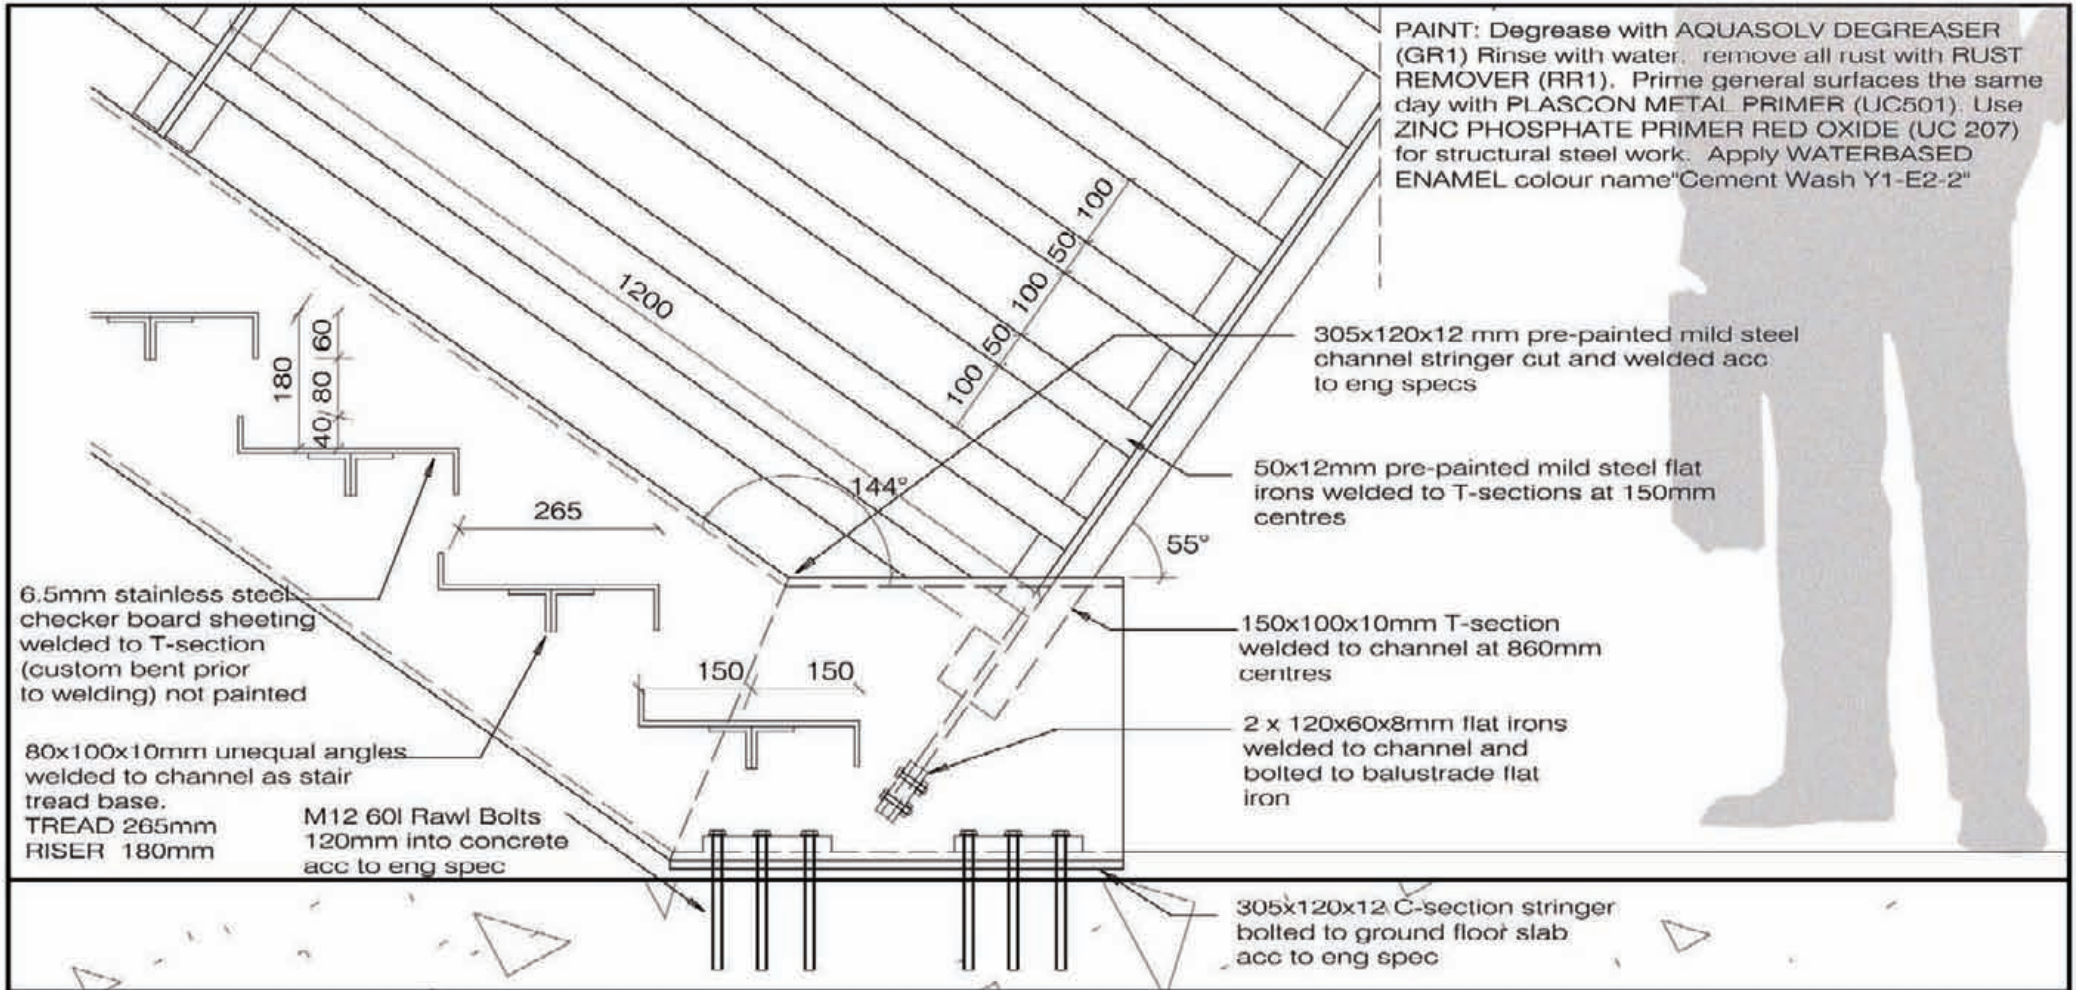 PAINT: Degrease with AQUASOLV DEGREASER
(GR1) Rinse with water, remove all rust with RUST
REMOVER (RR1). Prime general surfaces the same
day with PLASCON METAL PRIMER (UC501). Use
ZINC PHOSPHATE PRIMER RED OXIDE (UC 207)
for structural steel work. Apply WATERBASED
ENAMEL colour name"Cement Wash Y1-E2-2"
100
50
100
50
100
1200
60
180
80
40
305x120x12 mm pre-painted mild steel
channel stringer cut and welded acc
to eng specs
50x12mm pre-painted mild steel flat
irons welded to T-sections at 150mm
centres
144°
265
55°
6.5mm stainless steel
checker board sheeting
welded to T-section
(custom bent prior
to welding) not painted
150x100x10mm T-section
welded to channel at 860mm
centres
150
150
2 x 120x60x8mm flat irons
welded to channel and
bolted to balustrade flat
iron
80x100x10mm unequal angles
welded to channel as stair
tread base.
TREAD 265mm
RISER 180mm
M12 60l Rawl Bolts
120mm into concrete
acc to eng spec
305x120x12 C-section stringer
bolted to ground floor slab
acc to eng spec